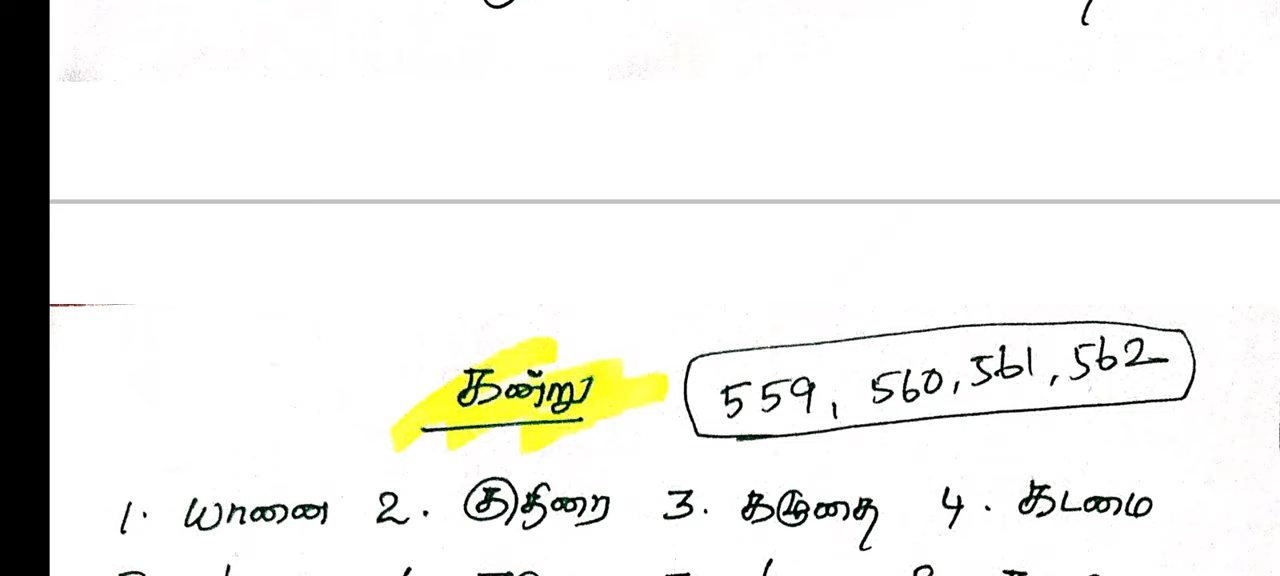 கன்று 559, 560, 561, 562
1. யானை 2. குதிரை 3. கழுதை 4. கடமை